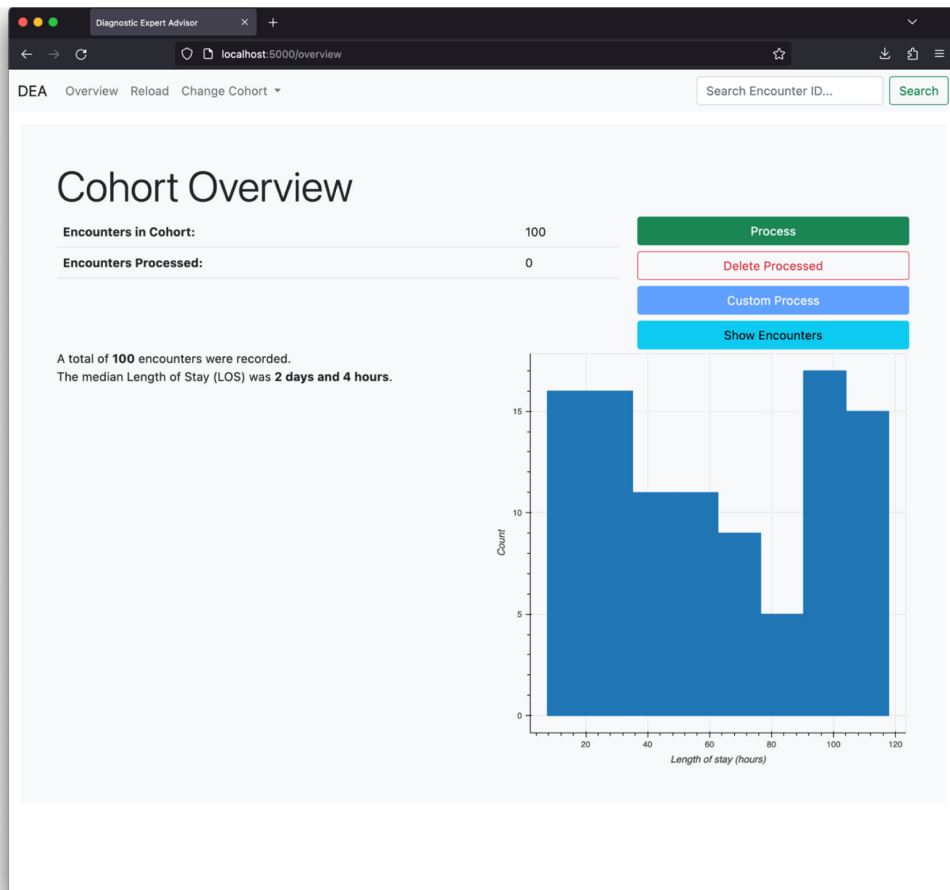 Diagnostic Expert Advisor
localhost:5000/overview
DEA Overview Reload Change Cohort Search Encounter ID... Search
Cohort Overview
Encounters in Cohort: 100
Encounters Processed: 0
Process
Delete Processed
Custom Process
Show Encounters
A total of 100 encounters were recorded.
The median Length of Stay (LOS) was 2 days and 4 hours.
15
10
5
0
Count
20 40 60 80 100 120
Length of stay (hours)